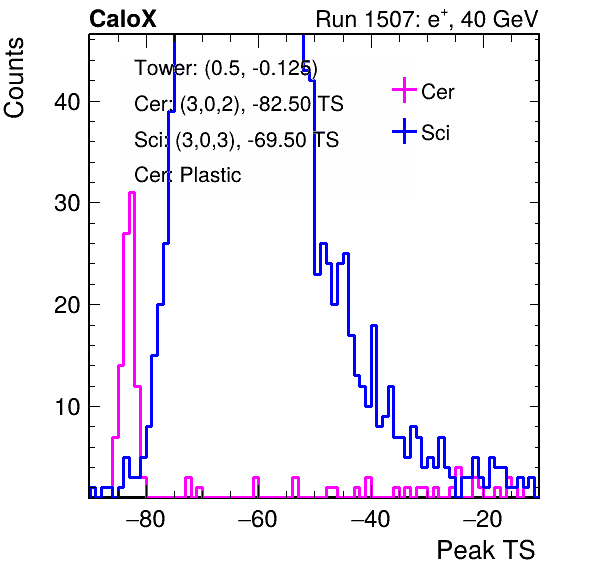 CaloX Run 1507: e+, 40 GeV
Counts
Tower: (0.5, -0.125)
Cer: (3,0,2), -82.50 TS
Sci: (3,0,3), -69.50 TS
Cer: Plastic
Cer
Sci
40
30
20
10
−80 −60 −40 −20
Peak TS